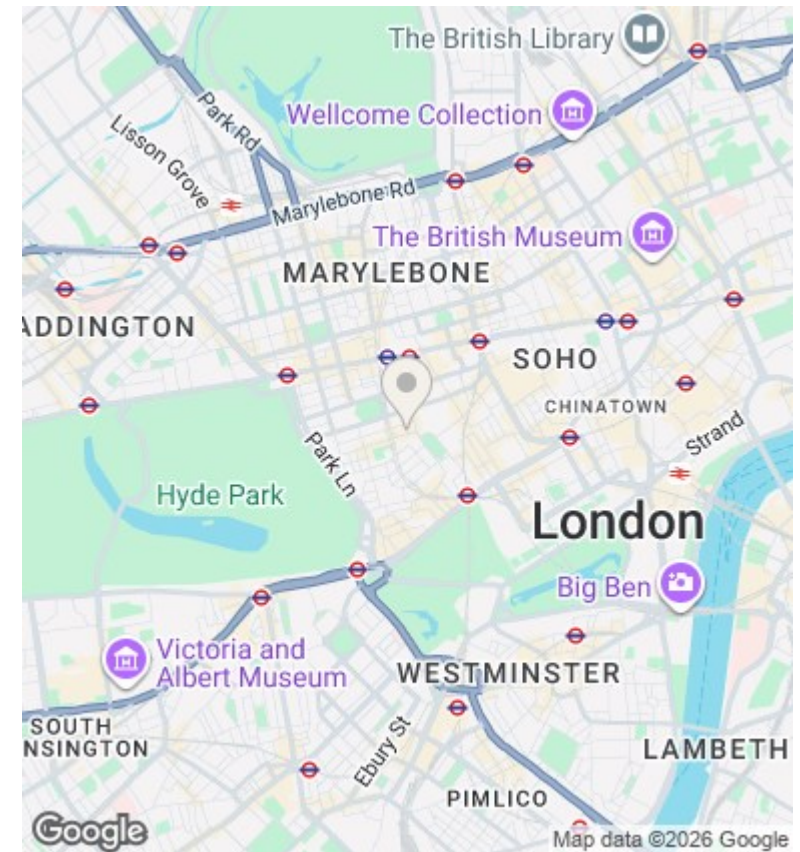 The British Library
Wellcome Collection
Park Rd
Lisson Grove
Marylebone Rd
The British Museum
MARYLEBONE
ADDINGTON
SOHO
CHINATOWN
Strand
Park Ln
Hyde Park
London
Big Ben
Victoria and
Albert Museum
WESTMINSTER
SOUTH
NSINGTON
Ebury St
LAMBETH
PIMLICO
Google
Map data ©2026 Google